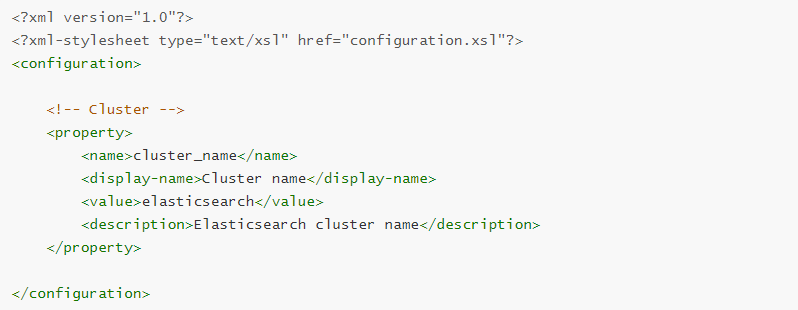 <?xml version="1.0"?>
<?xml-stylesheet type="text/xsl" href="configuration.xsl"?>
<configuration>
<!-- Cluster -->
<property>
<name>cluster_name</name>
<display-name>Cluster name</display-name>
<value>elasticsearch</value>
<description>Elasticsearch cluster name</description>
</property>
</configuration>